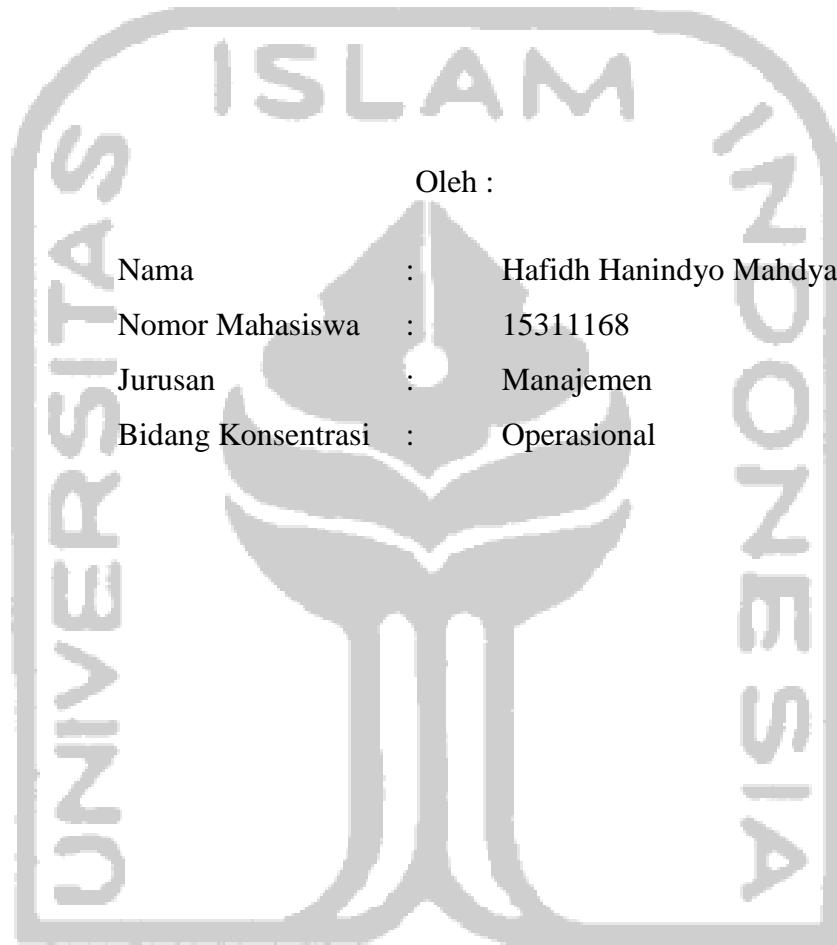 UNIVERSITAS ISLAM INDONESIA
Oleh :
Nama : Hafidh Hanindyo Mahdya
Nomor Mahasiswa : 15311168
Jurusan : Manajemen
Bidang Konsentrasi : Operasional